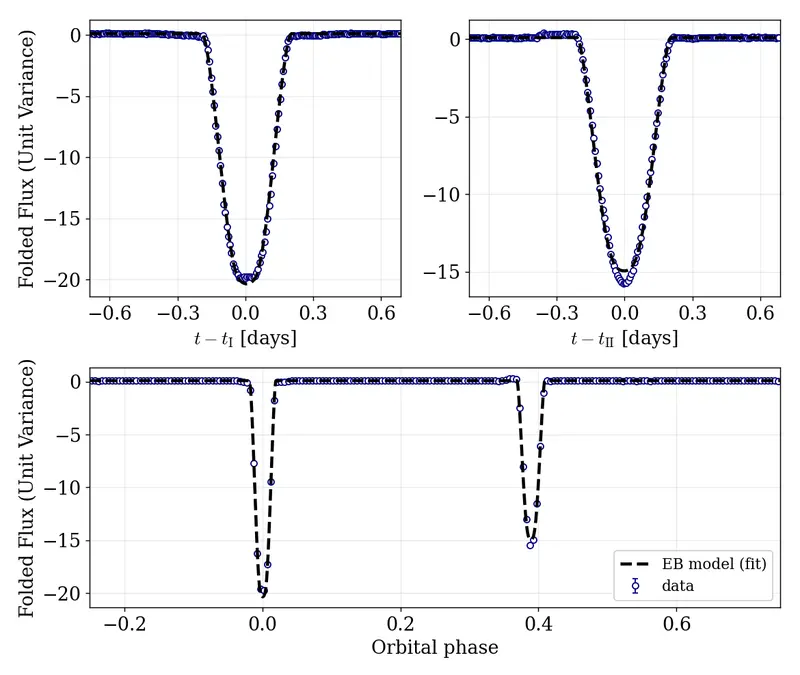 Folded Flux (Unit Variance)
0
−5
−10
−15
−20
−0.6 −0.3 0.0 0.3 0.6
t − tI [days]
0
−5
−10
−15
−0.6 −0.3 0.0 0.3 0.6
t − tII [days]
Folded Flux (Unit Variance)
0
−5
−10
−15
−20
−0.2 0.0 0.2 0.4 0.6
Orbital phase
EB model (fit)
data